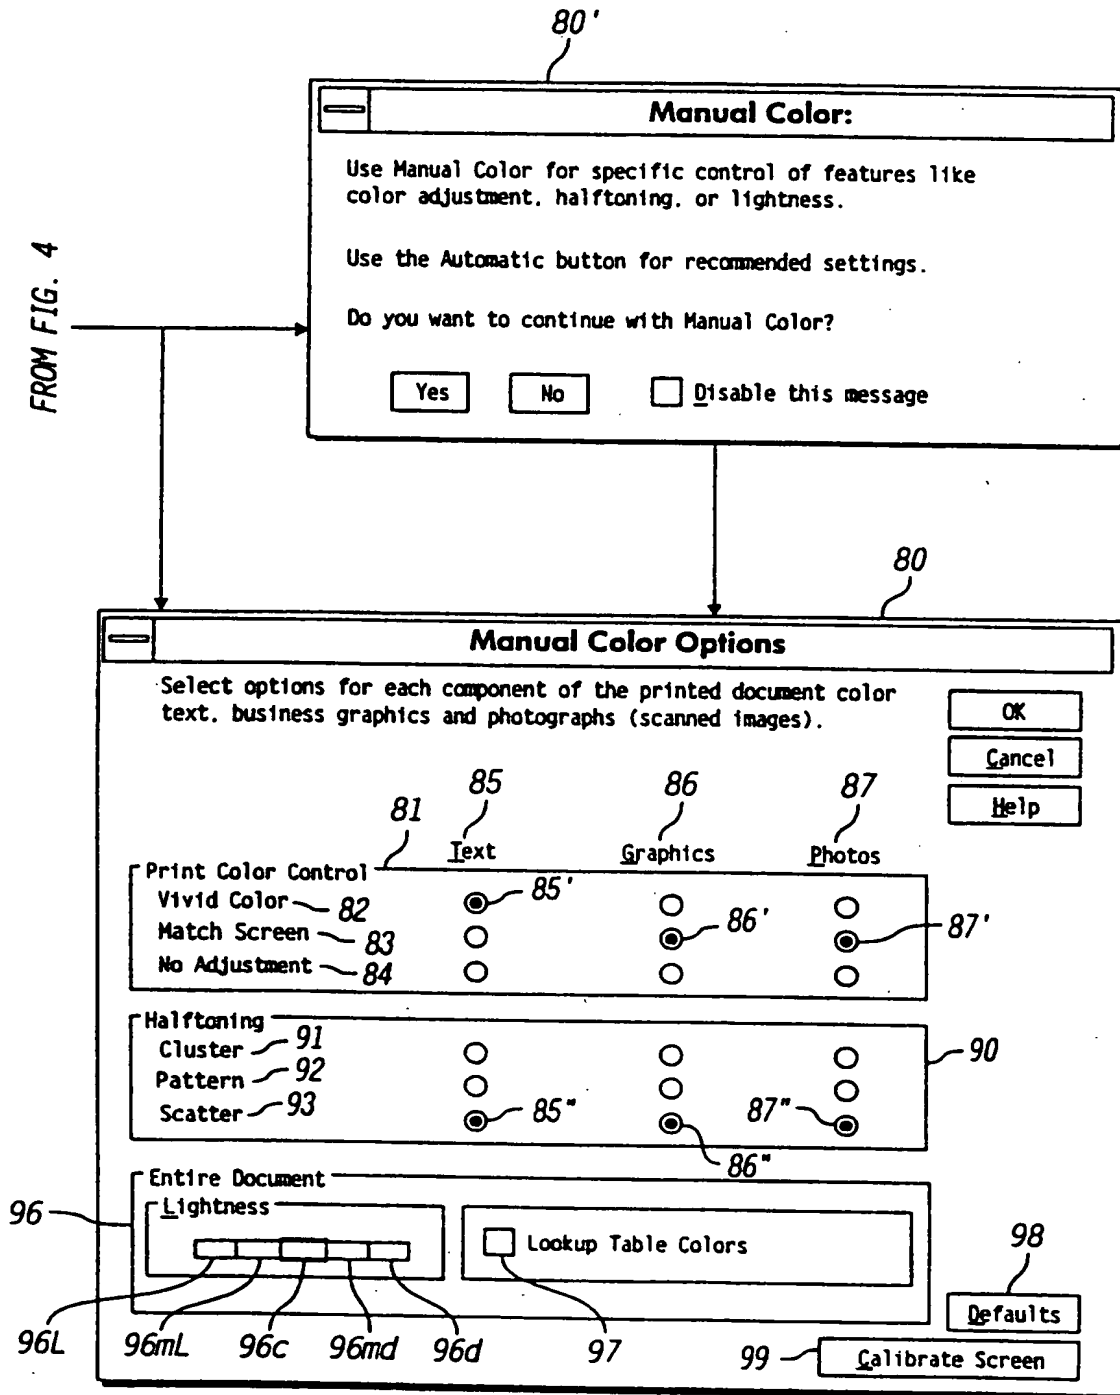 80'
Manual Color:
Use Manual Color for specific control of features like
color adjustment. halftoning. or lightness.
Use the Automatic button for recommended settings.
Do you want to continue with Manual Color?
Yes No Disable this message
FROM FIG. 4
80
Manual Color Options
Select options for each component of the printed document color
text. business graphics and photographs (scanned images).
OK
Cancel
Help
81 85 86 87
Text Graphics Photos
Print Color Control
Vivid Color 82 85'
Match Screen 83 86' 87'
No Adjustment 84
Halftoning
Cluster 91
Pattern 92
Scatter 93 85" 86" 87"
90
Entire Document
96
Lightness
Lookup Table Colors
98
Defaults
96L 96mL 96c 96md 96d 97
99 Calibrate Screen